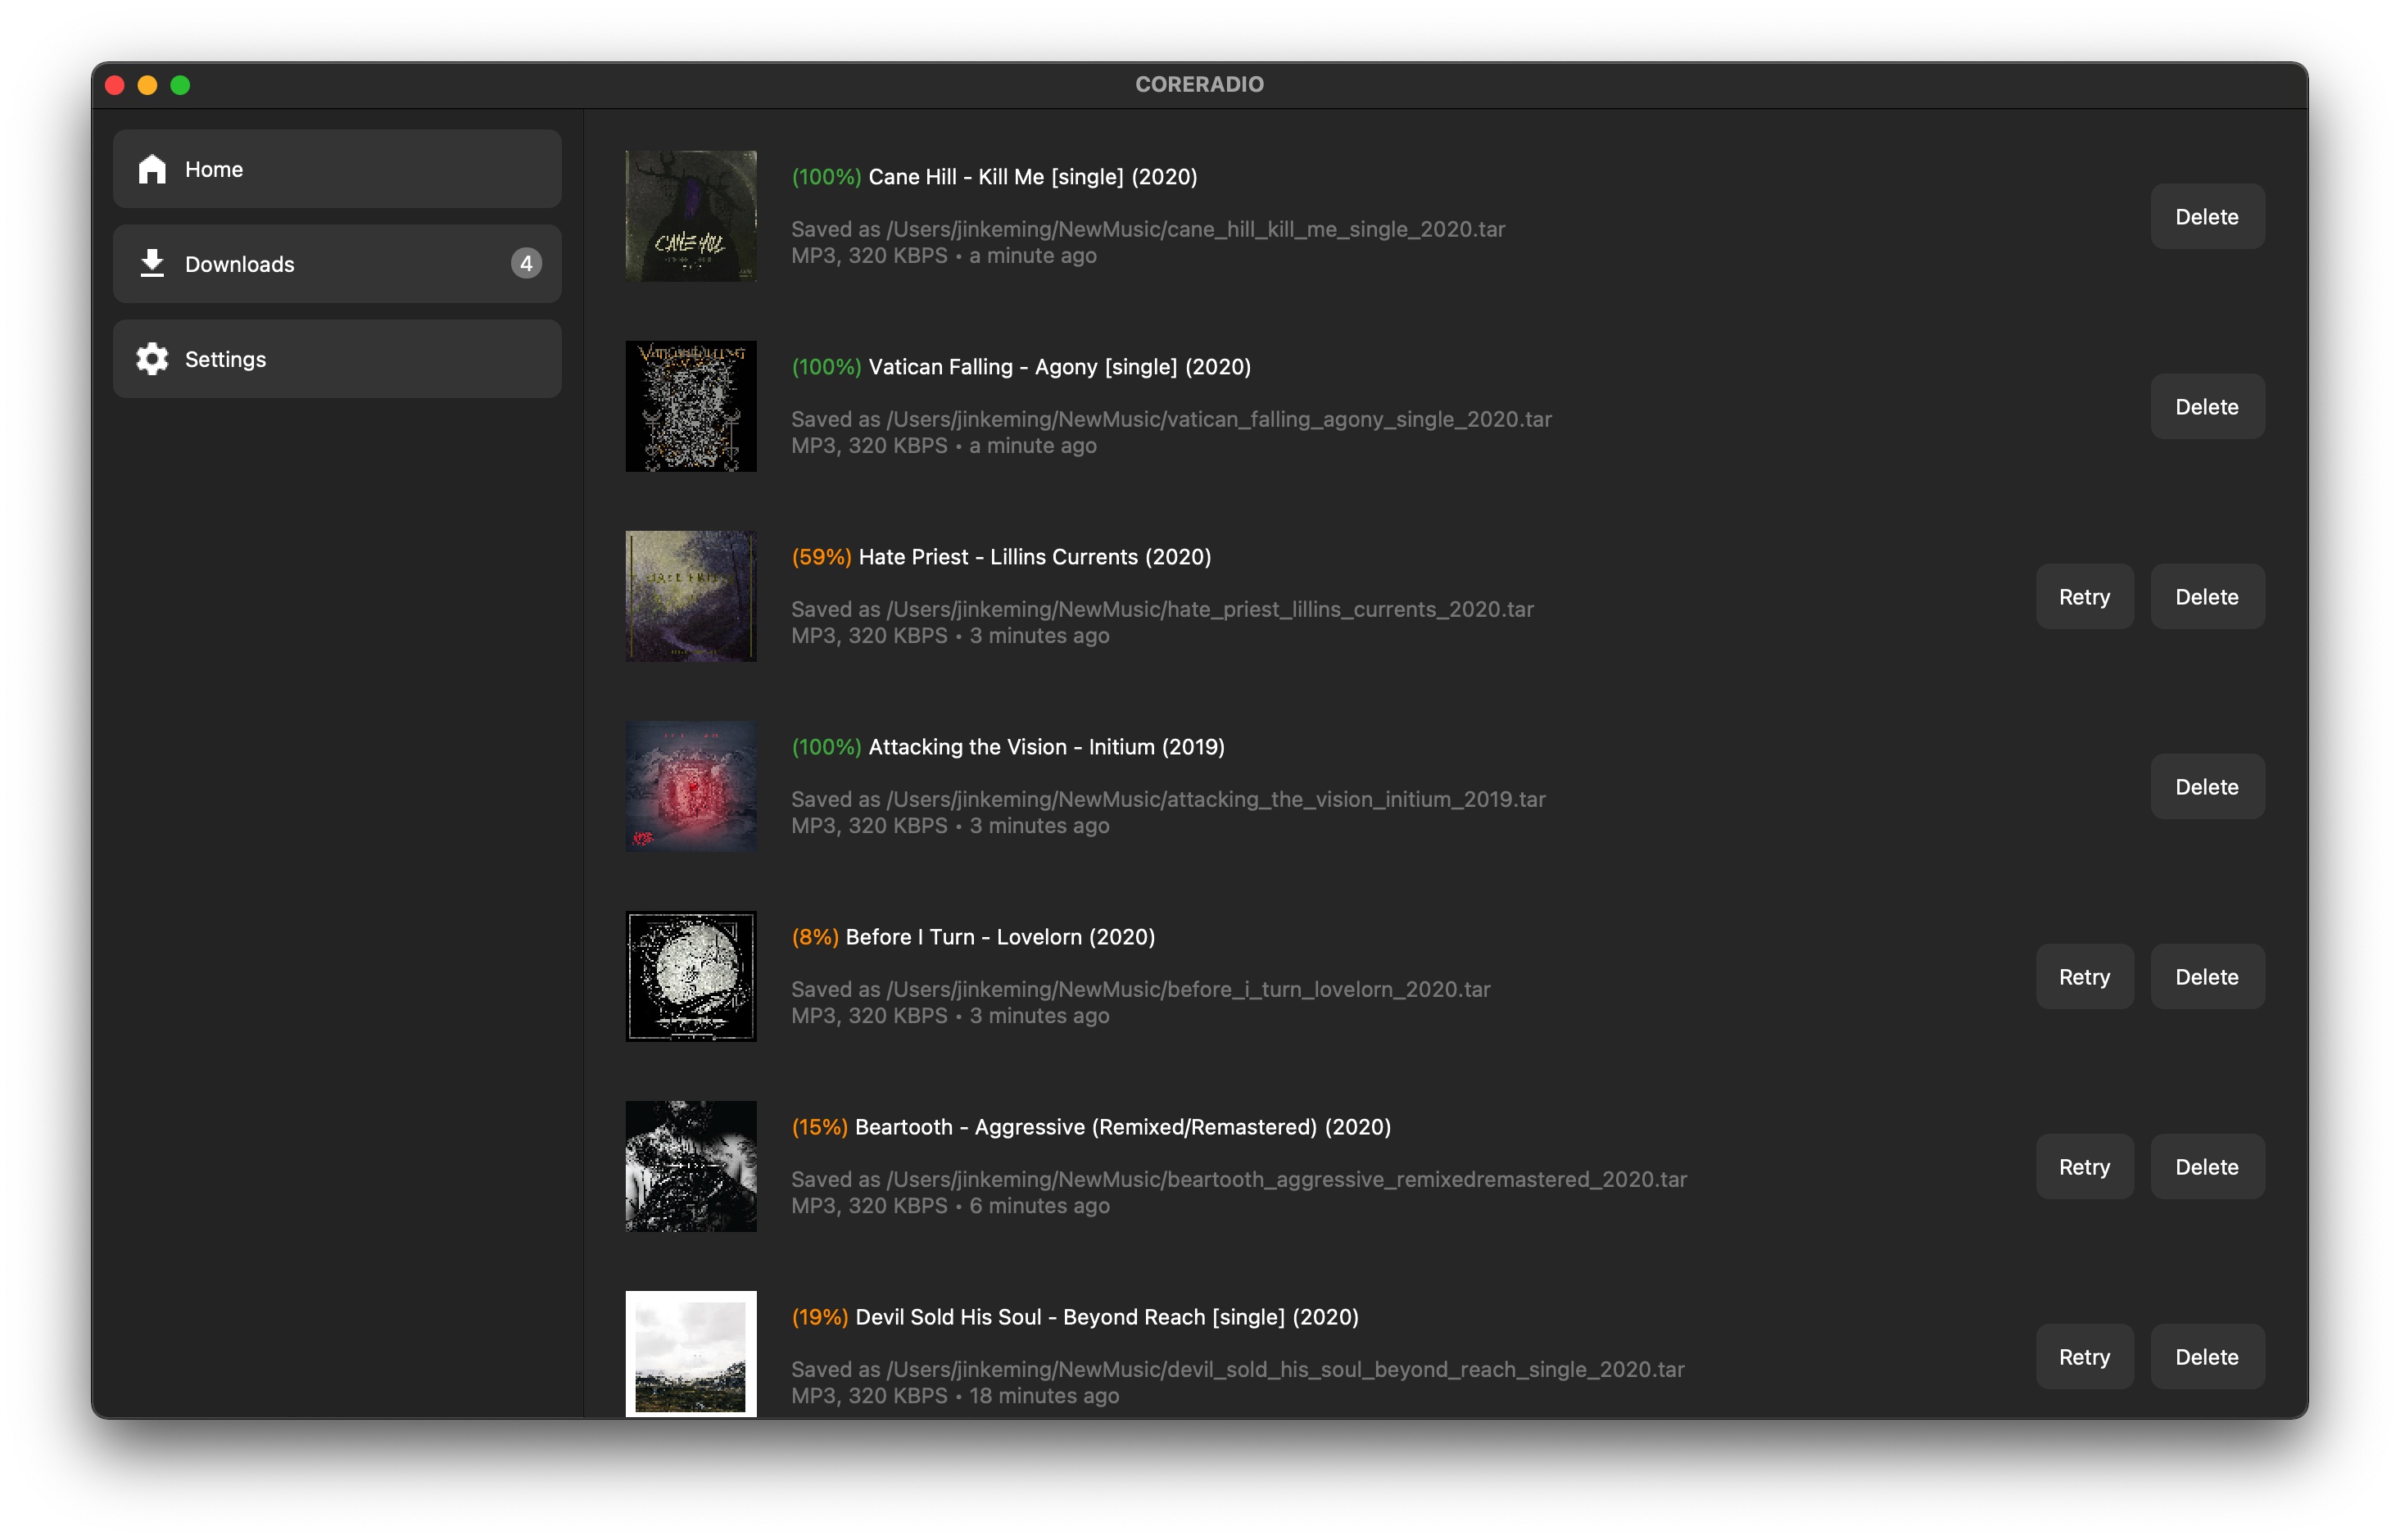 CORERADIO
Home
Downloads
4
Settings
(100%) Cane Hill - Kill Me [single] (2020)
Saved as /Users/jinkeming/NewMusic/cane_hill_kill_me_single_2020.tar
MP3, 320 KBPS • a minute ago
Delete
CANE HILL
(100%) Vatican Falling - Agony [single] (2020)
Saved as /Users/jinkeming/NewMusic/vatican_falling_agony_single_2020.tar
MP3, 320 KBPS • a minute ago
Delete
(59%) Hate Priest - Lillins Currents (2020)
Saved as /Users/jinkeming/NewMusic/hate_priest_lillins_currents_2020.tar
MP3, 320 KBPS • 3 minutes ago
Retry
Delete
(100%) Attacking the Vision - Initium (2019)
Saved as /Users/jinkeming/NewMusic/attacking_the_vision_initium_2019.tar
MP3, 320 KBPS • 3 minutes ago
Delete
(8%) Before I Turn - Lovelorn (2020)
Saved as /Users/jinkeming/NewMusic/before_i_turn_lovelorn_2020.tar
MP3, 320 KBPS • 3 minutes ago
Retry
Delete
(15%) Beartooth - Aggressive (Remixed/Remastered) (2020)
Saved as /Users/jinkeming/NewMusic/beartooth_aggressive_remixedremastered_2020.tar
MP3, 320 KBPS • 6 minutes ago
Retry
Delete
(19%) Devil Sold His Soul - Beyond Reach [single] (2020)
Saved as /Users/jinkeming/NewMusic/devil_sold_his_soul_beyond_reach_single_2020.tar
MP3, 320 KBPS • 18 minutes ago
Retry
Delete